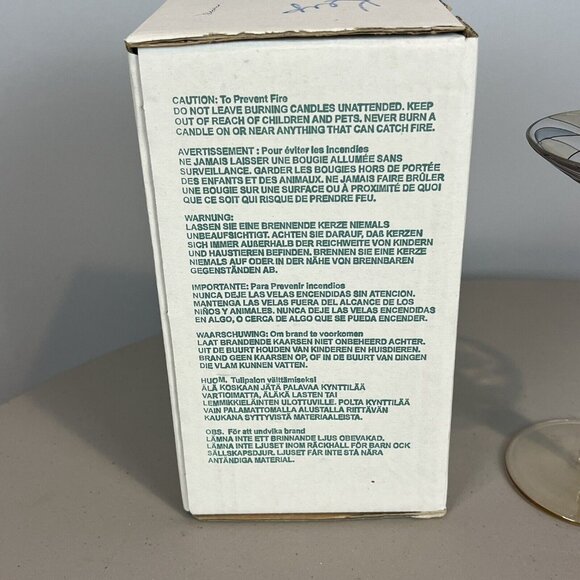 CAUTION: To Prevent Fire
DO NOT LEAVE BURNING CANDLES UNATTENDED. KEEP
OUT OF REACH OF CHILDREN AND PETS. NEVER BURN A
CANDLE ON OR NEAR ANYTHING THAT CAN CATCH FIRE.
AVERTISSEMENT : Pour éviter les incendies
NE JAMAIS LAISSER UNE BOUGIE ALLUMÉE SANS
SURVEILLANCE. GARDER LES BOUGIES HORS DE PORTÉE
DES ENFANTS ET DES ANIMAUX. NE JAMAIS FAIRE BRÛLER
UNE BOUGIE SUR UNE SURFACE OU À PROXIMITÉ DE QUOI
QUE CE SOIT QUI RISQUE DE PRENDRE FEU.
WARNUNG:
LASSEN SIE EINE BRENNENDE KERZE NIEMALS
UNBEAUFSICHTIGT. ACHTEN SIE DARAUF, DAß KERZEN
SICH IMMER AUßERHALB DER REICHWEITE VON KINDERN
UND HAUSTIEREN BEFINDEN. BRENNEN SIE EINE KERZE
NIEMALS AUF ODER IN DER NÄHE VON BRENNBAREN
GEGENSTÄNDEN AB.
IMPORTANTE: Para Prevenir incendios
NUNCA DEJE LAS VELAS ENCENDIDAS SIN ATENCION.
MANTENGA LAS VELAS FUERA DEL ALCANCE DE LOS
NIÑOS Y ANIMALES. NUNCA DEJE LAS VELAS ENCENDIDAS
EN, O CERCA DE ALGO QUE SE PUEDA ENCENDER.
WAARSCHUWING: Om brand te voorkomen
LAAT BRANDENDE KAARSEN NIET ONBEHEERD ACHTER.
UIT DE BUURT HOUDEN VAN KINDEREN EN HUISDIEREN.
BRAND GEEN KAARSEN OP, OF IN DE BUURT VAN DINGEN
DIE VLAM KUNNEN VATTEN.
HUOM. Tulipalon välttämiseksi
ÄLÄ KOSKAAN JÄTÄ PALAVAA KYNTTILÄÄ
VARTIOIMATTA, ÄLÄKÄ LASTEN TAI
LEMMIKKIELÄINTEN ULOTTUVILLE. POLTA KYNTTILÄÄ
VAIN PALAMATTOMALLA ALUSTALLA RIITTÄVÄN
KAUKANA SYTTYVISTÄ MATERIAALEISTA.
OBS. För att undvika brand
LÄMNA INTE ETT BRINNANDE LJUS OBEVAKAD.
LÄMNA INTE LJUSET INOM RÄCKHÅLL FÖR BARN OCK
SÄLLSKAPSDJUR. LJUSET FÅR INTE STÅ NÄRA
ANTÄNDIGA MATERIAL.